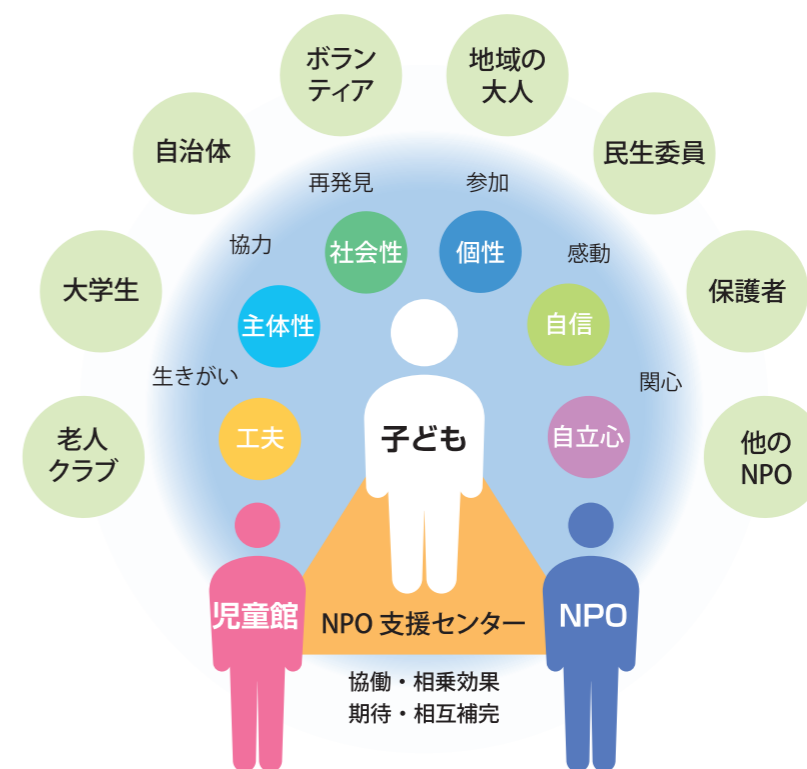 ボラン
ティア
地域の
大人
自治体
民生委員
再発見
参加
協力
社会性
個性
感動
大学生
保護者
主体性
自信
生きがい
関心
老人
クラブ
工夫
子ども
自立心
他の
NPO
児童館
NPO 支援センター
NPO
協働・相乗効果
期待・相互補完